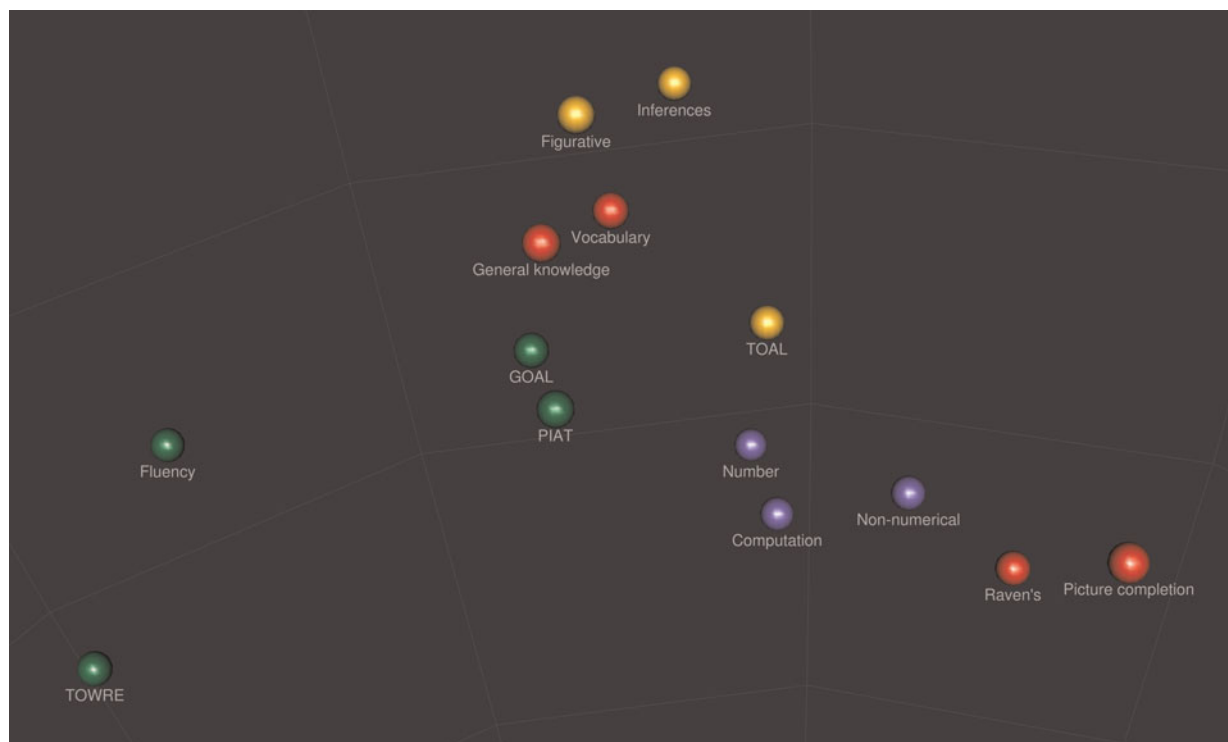 Inferences
Figurative
Vocabulary
General knowledge
TOAL
GOAL
PIAT
Fluency
Number
Non-numerical
Computation
Raven's
Picture completion
TOWRE